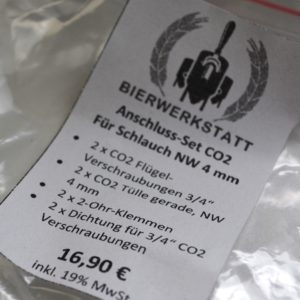 BIERWERKSTATT
Anschluss-Set CO2
Für Schlauch NW 4 mm
• 2 x CO2 Flügel-
Verschraubungen 3/4"
• 2 x CO2 Tülle gerade, NW
4 mm
• 2 x 2-Ohr-Klemmen
• 2 x Dichtung für 3/4" CO2
Verschraubungen
16,90 €
inkl. 19% MwSt